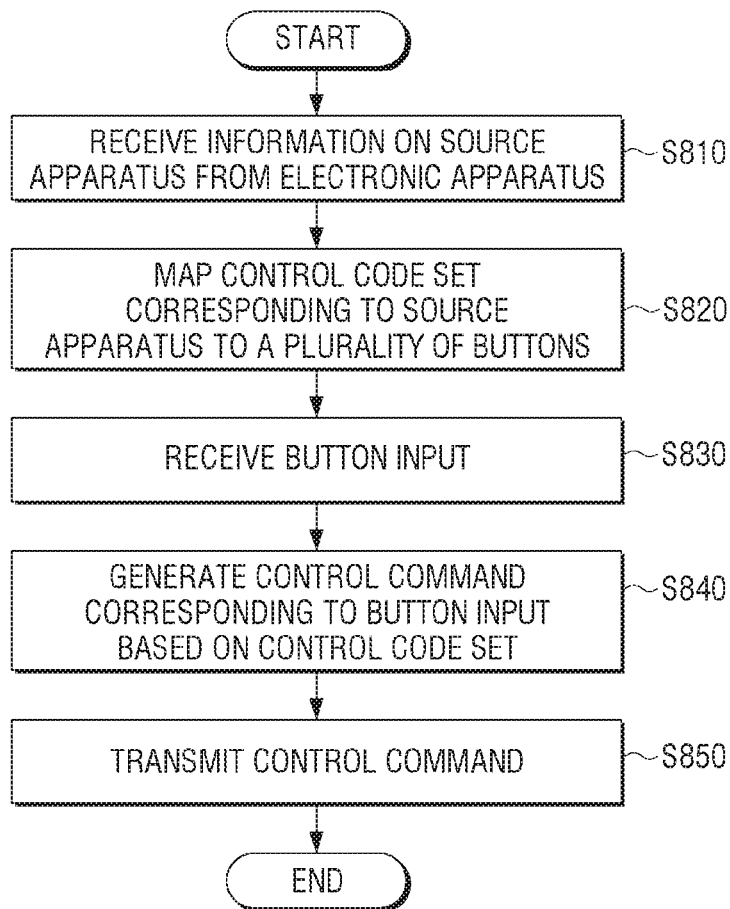 START
RECEIVE INFORMATION ON SOURCE
APPARATUS FROM ELECTRONIC APPARATUS
S810
MAP CONTROL CODE SET
CORRESPONDING TO SOURCE
APPARATUS TO A PLURALITY OF BUTTONS
S820
RECEIVE BUTTON INPUT
S830
GENERATE CONTROL COMMAND
CORRESPONDING TO BUTTON INPUT
BASED ON CONTROL CODE SET
S840
TRANSMIT CONTROL COMMAND
S850
END